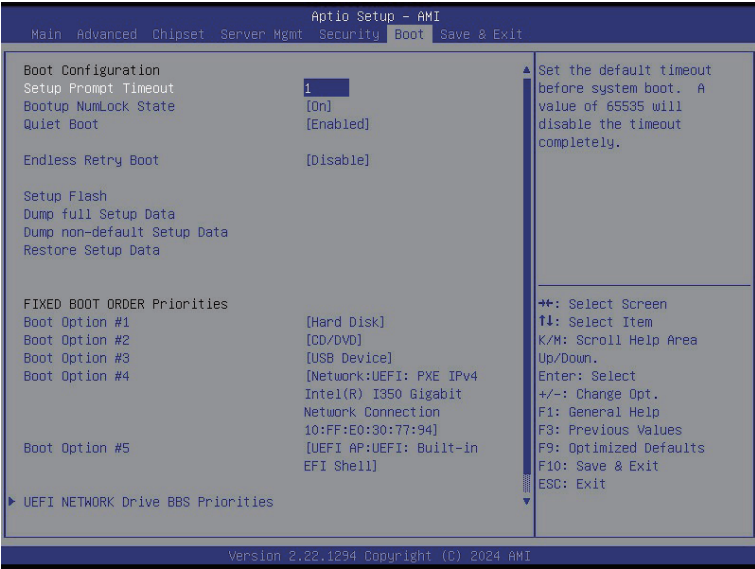 Aptio Setup – AMI
Main Advanced Chipset Server Mgmt Security Boot Save & Exit
Boot Configuration
Setup Prompt Timeout 1
Bootup NumLock State [On]
Quiet Boot [Enabled]
Endless Retry Boot [Disable]
Setup Flash
Dump full Setup Data
Dump non-default Setup Data
Restore Setup Data
FIXED BOOT ORDER Priorities
Boot Option #1 [Hard Disk]
Boot Option #2 [CD/DVD]
Boot Option #3 [USB Device]
Boot Option #4 [Network:UEFI: PXE IPv4
Intel(R) I350 Gigabit
Network Connection
10:FF:E0:30:77:94]
Boot Option #5 [UEFI AP:UEFI: Built-in
EFI Shell]
UEFI NETWORK Drive BBS Priorities
Set the default timeout
before system boot. A
value of 65535 will
disable the timeout
completely.
→←: Select Screen
↑↓: Select Item
K/M: Scroll Help Area
Up/Down.
Enter: Select
+/-: Change Opt.
F1: General Help
F3: Previous Values
F9: Optimized Defaults
F10: Save & Exit
ESC: Exit
Version 2.22.1294 Copyright (C) 2024 AMI